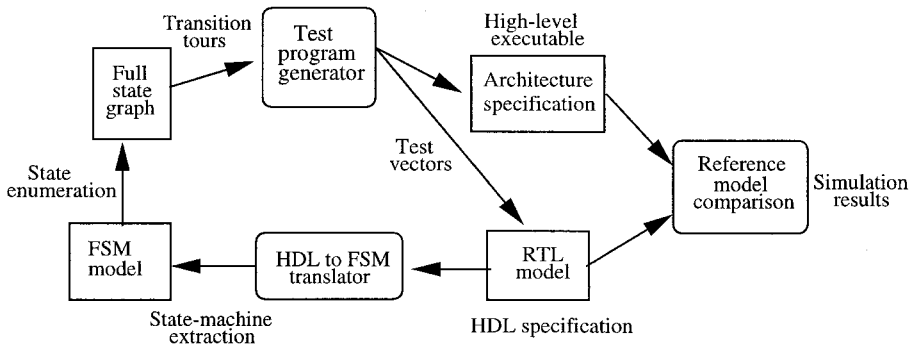 Transition
tours
Test
program
generator
High-level
executable
Full
state
graph
Architecture
specification
Test
vectors
State
enumeration
Reference
model
comparison
Simulation
results
FSM
model
HDL to FSM
translator
RTL
model
State-machine
extraction
HDL specification